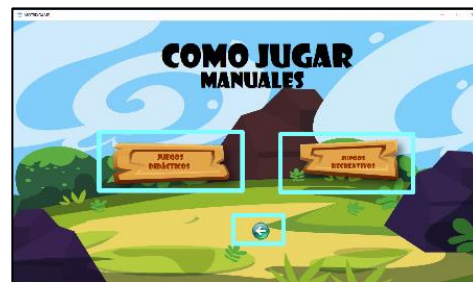 COMO JUGAR
MANUALES
JUEGOS
DIDÁCTICOS
JUEGOS
RECREATIVOS